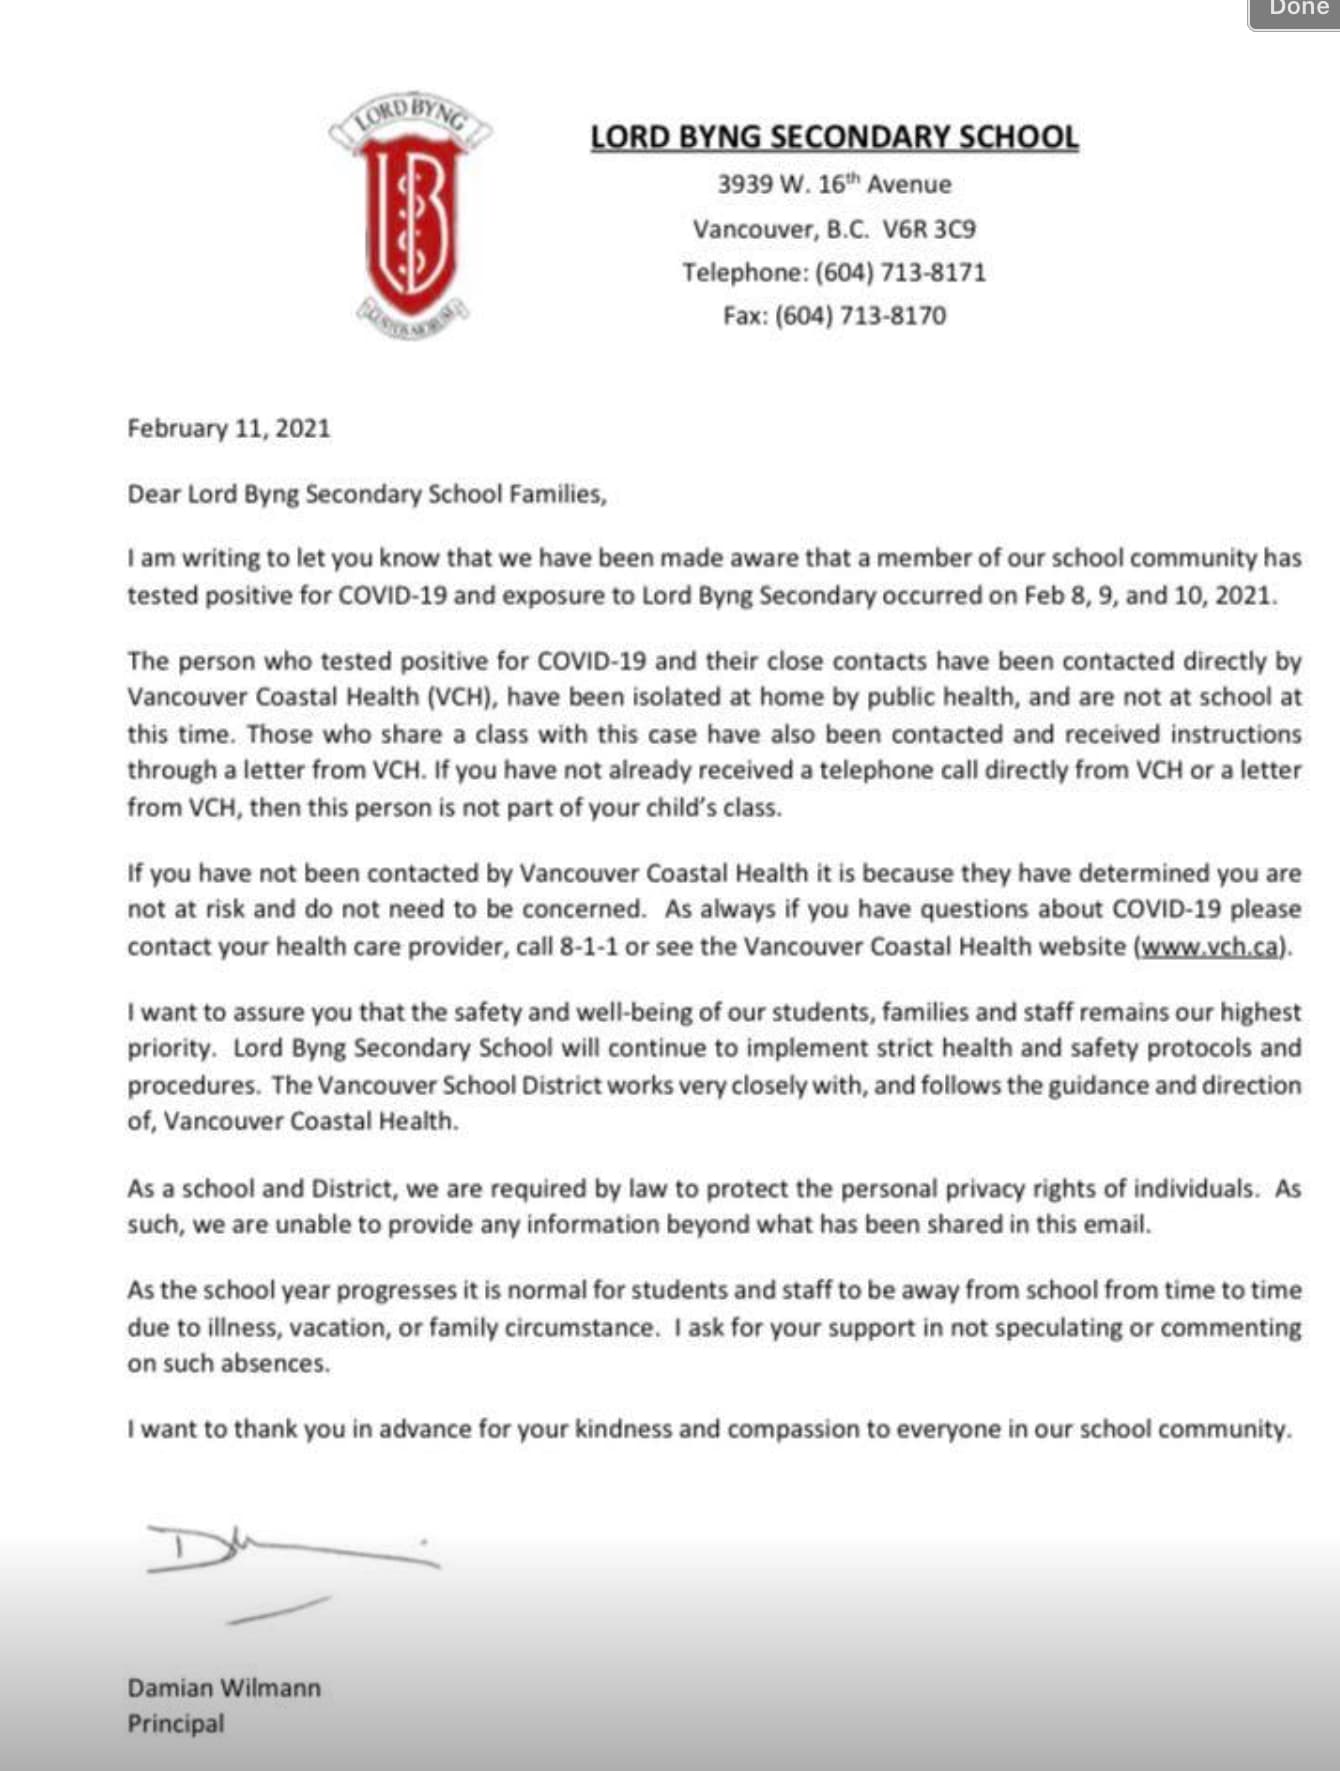 Done
LORD BYNG
LB
LORD BYNG SECONDARY SCHOOL
3939 W. 16th Avenue
Vancouver, B.C.  V6R 3C9
Telephone: (604) 713-8171
Fax: (604) 713-8170
February 11, 2021
Dear Lord Byng Secondary School Families,
I am writing to let you know that we have been made aware that a member of our school community has
tested positive for COVID-19 and exposure to Lord Byng Secondary occurred on Feb 8, 9, and 10, 2021.
The person who tested positive for COVID-19 and their close contacts have been contacted directly by
Vancouver Coastal Health (VCH), have been isolated at home by public health, and are not at school at
this time. Those who share a class with this case have also been contacted and received instructions
through a letter from VCH. If you have not already received a telephone call directly from VCH or a letter
from VCH, then this person is not part of your child’s class.
If you have not been contacted by Vancouver Coastal Health it is because they have determined you are
not at risk and do not need to be concerned.  As always if you have questions about COVID-19 please
contact your health care provider, call 8-1-1 or see the Vancouver Coastal Health website (www.vch.ca).
I want to assure you that the safety and well-being of our students, families and staff remains our highest
priority.  Lord Byng Secondary School will continue to implement strict health and safety protocols and
procedures.  The Vancouver School District works very closely with, and follows the guidance and direction
of, Vancouver Coastal Health.
As a school and District, we are required by law to protect the personal privacy rights of individuals.  As
such, we are unable to provide any information beyond what has been shared in this email.
As the school year progresses it is normal for students and staff to be away from school from time to time
due to illness, vacation, or family circumstance.  I ask for your support in not speculating or commenting
on such absences.
I want to thank you in advance for your kindness and compassion to everyone in our school community.
Damian Wilmann
Principal